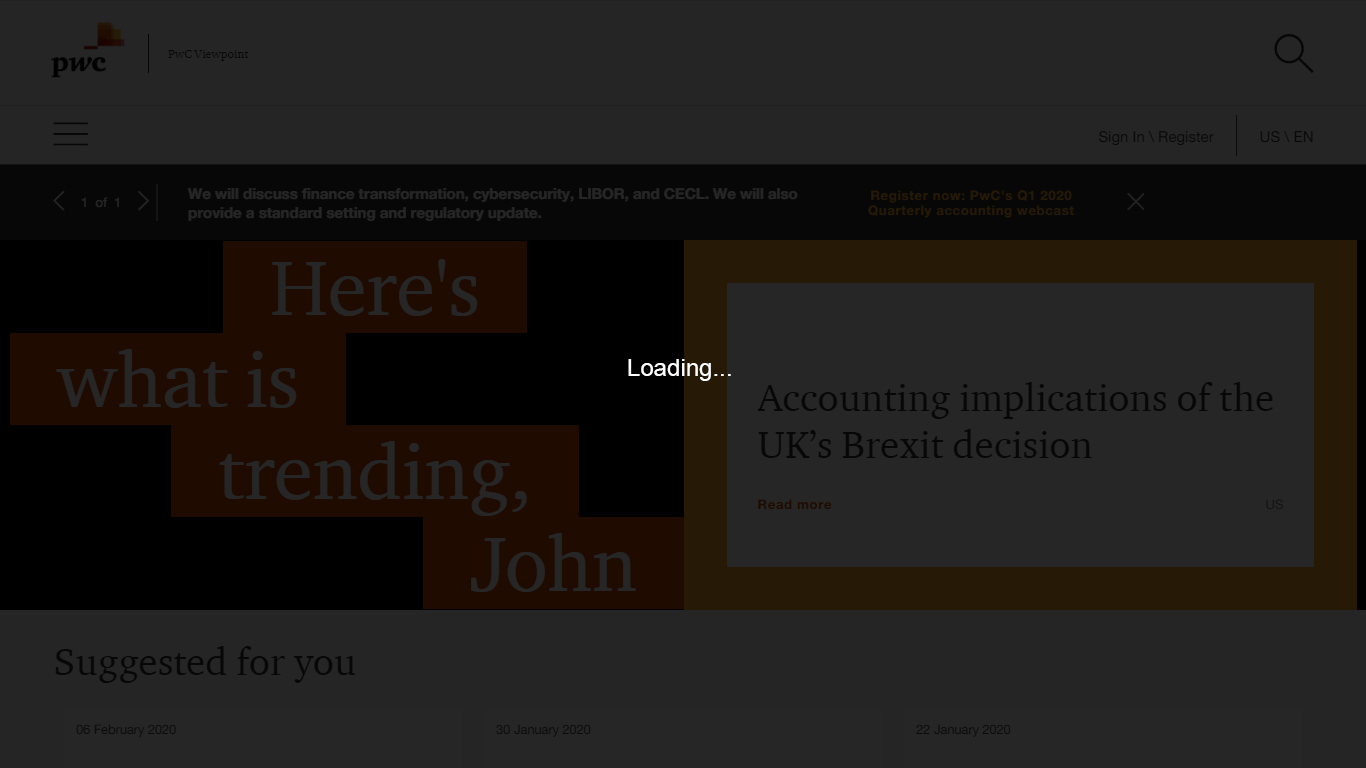 pwc
PwC Viewpoint
Sign In \ Register
US \ EN
1 of 1
We will discuss finance transformation, cybersecurity, LIBOR, and CECL. We will also
provide a standard setting and regulatory update.
Register now: PwC's Q1 2020
Quarterly accounting webcast
Here's
what is
trending,
John
Loading...
Accounting implications of the
UK’s Brexit decision
Read more
US
Suggested for you
06 February 2020
30 January 2020
22 January 2020